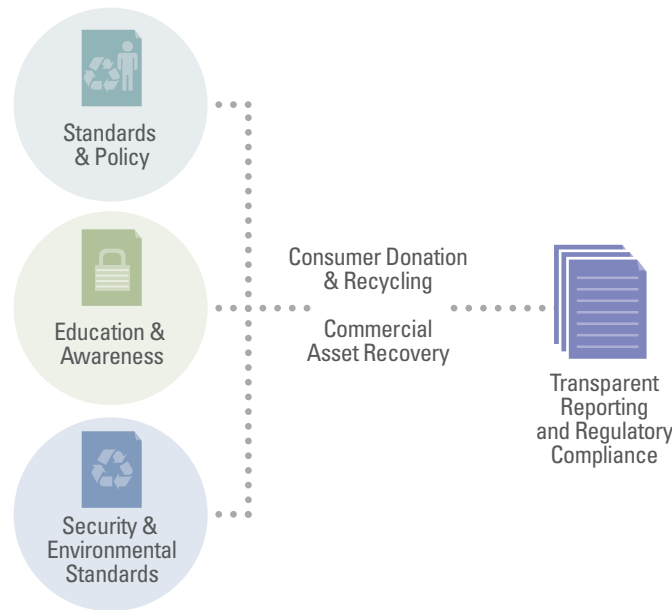 Standards
& Policy
Education &
Awareness
Security &
Environmental
Standards
Consumer Donation
& Recycling
Commercial
Asset Recovery
Transparent
Reporting
and Regulatory
Compliance